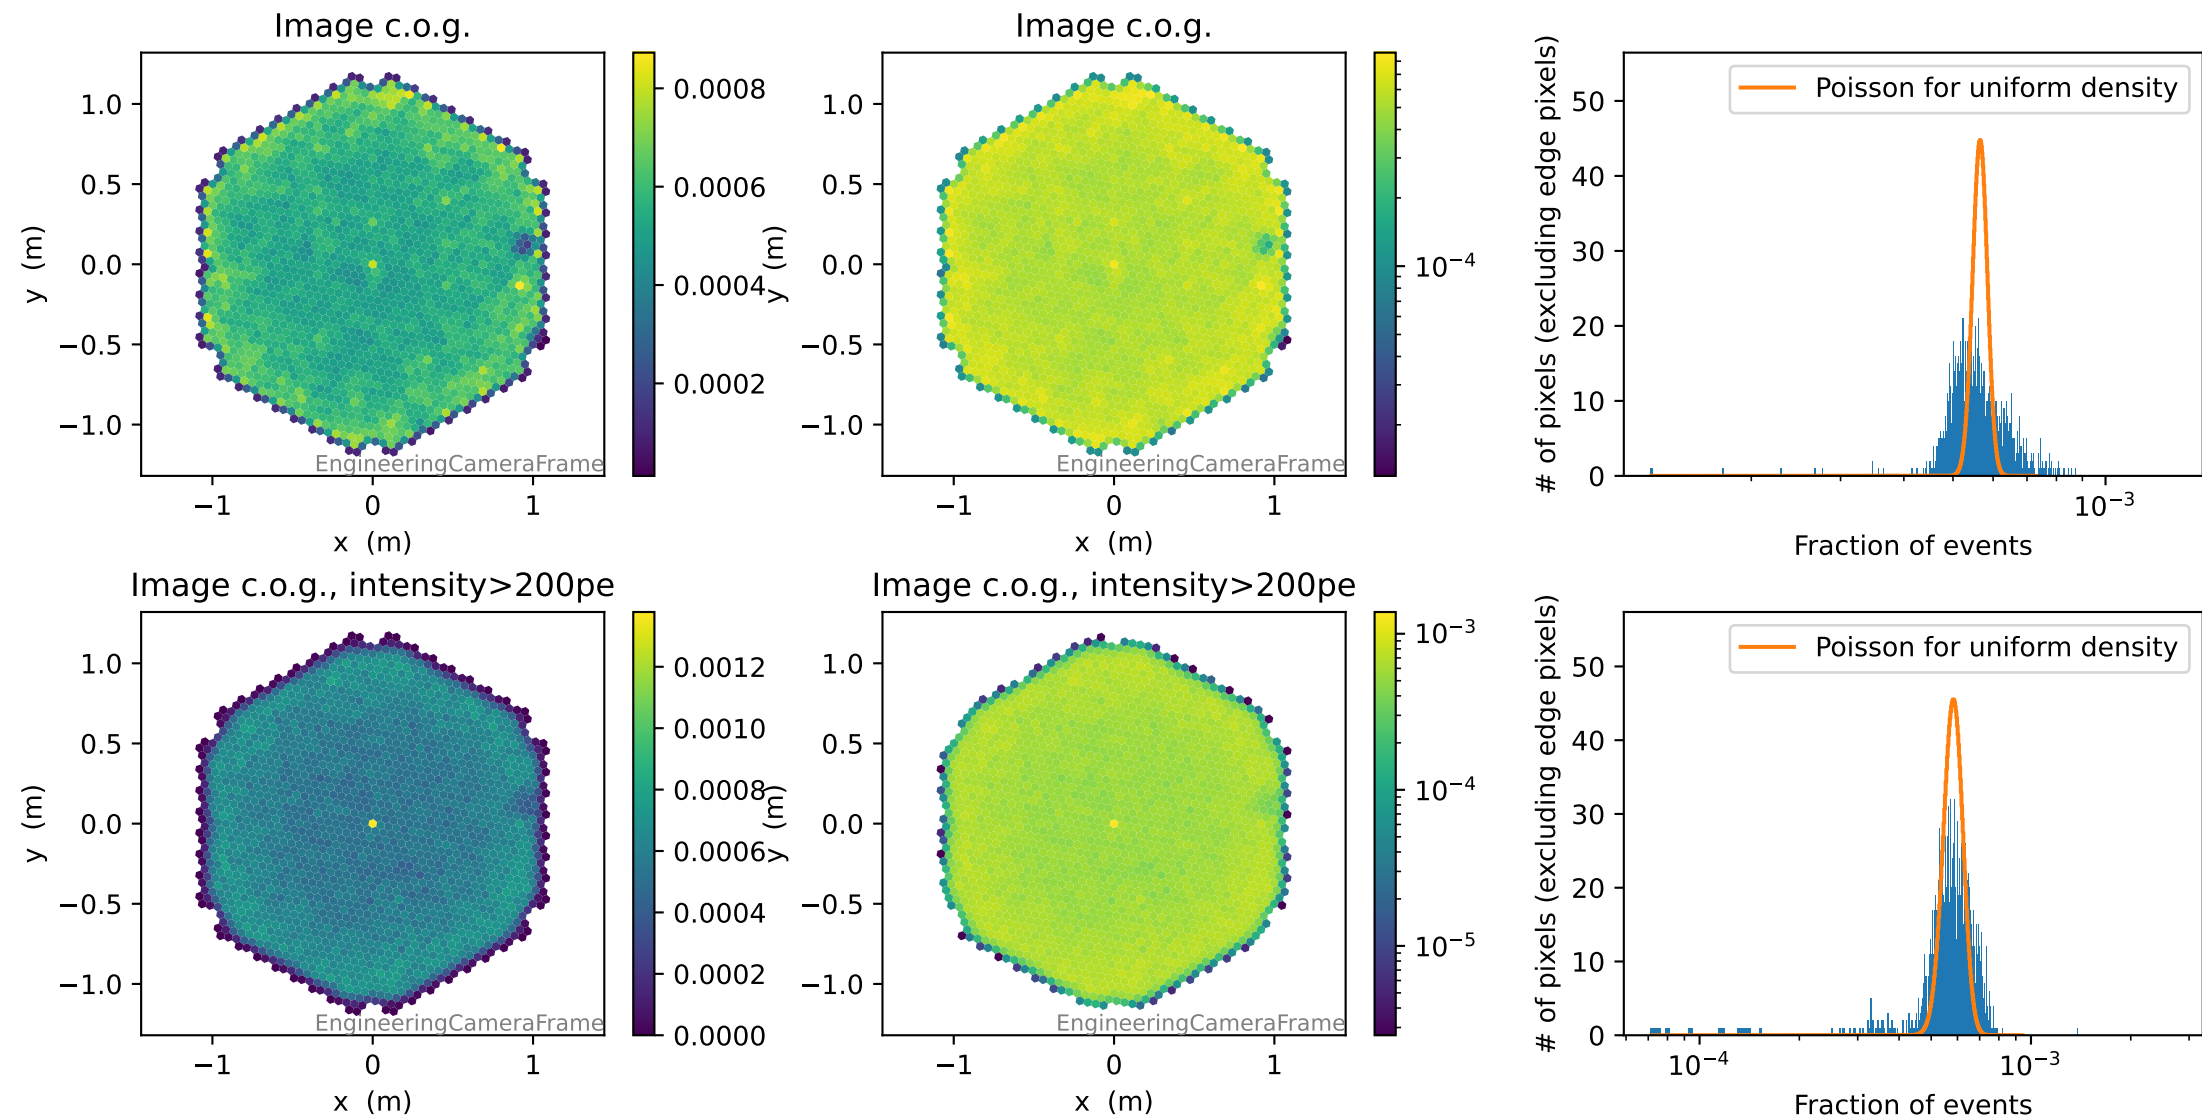 Image c.o.g.
1.0
0.5
0.0
−0.5
−1.0
y (m)
−1
0
1
x (m)
EngineeringCameraFrame
0.0008
0.0006
0.0004
0.0002
Image c.o.g.
1.0
0.5
0.0
−0.5
−1.0
y (m)
−1
0
1
x (m)
EngineeringCameraFrame
10⁻⁴
# of pixels (excluding edge pixels)
50
40
30
20
10
0
Poisson for uniform density
10⁻³
Fraction of events
Image c.o.g., intensity>200pe
1.0
0.5
0.0
−0.5
−1.0
y (m)
−1
0
1
x (m)
EngineeringCameraFrame
0.0012
0.0010
0.0008
0.0006
0.0004
0.0002
0.0000
Image c.o.g., intensity>200pe
1.0
0.5
0.0
−0.5
−1.0
y (m)
−1
0
1
x (m)
EngineeringCameraFrame
10⁻³
10⁻⁴
10⁻⁵
# of pixels (excluding edge pixels)
50
40
30
20
10
0
Poisson for uniform density
10⁻⁴
10⁻³
Fraction of events